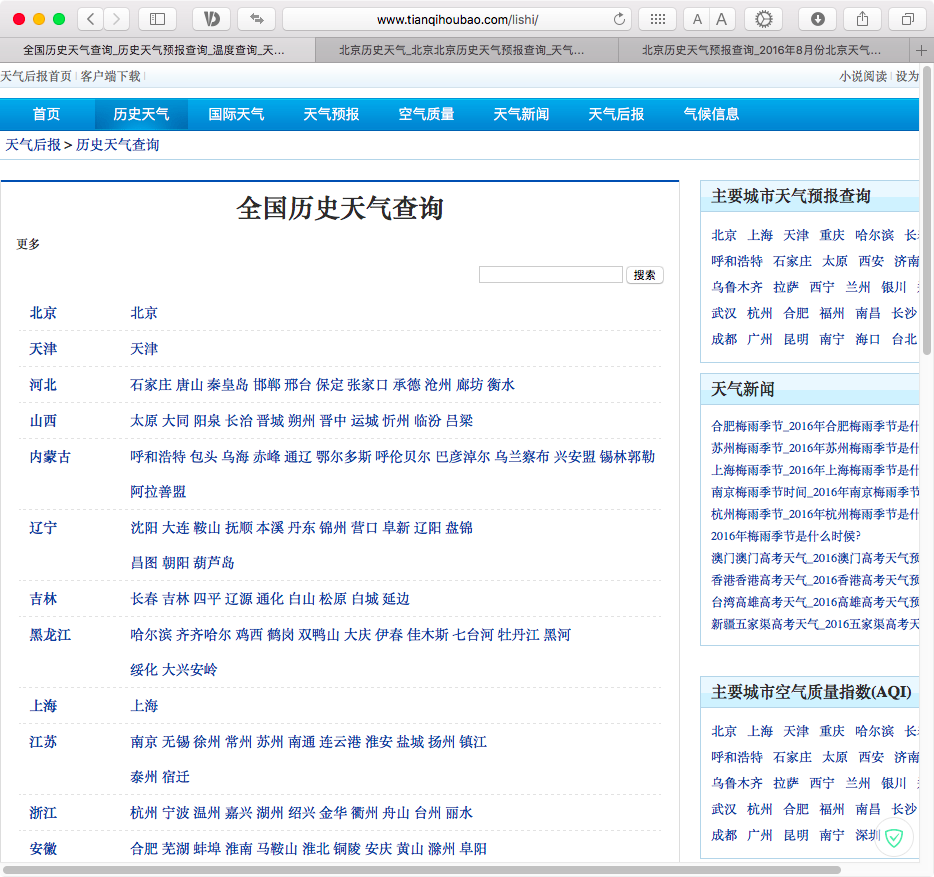 www.tianqihoubao.com/lishi/
A A
全国历史天气查询_历史天气预报查询_温度查询_天...
北京历史天气_北京北京历史天气预报查询_天气...
北京历史天气预报查询_2016年8月份北京天气...
天气后报首页 | 客户端下载 |
小说阅读 | 设为
首页 历史天气 国际天气 天气预报 空气质量 天气新闻 天气后报 气候信息
天气后报 > 历史天气查询
全国历史天气查询
更多
搜索
北京 北京
天津 天津
河北 石家庄 唐山 秦皇岛 邯郸 邢台 保定 张家口 承德 沧州 廊坊 衡水
山西 太原 大同 阳泉 长治 晋城 朔州 晋中 运城 忻州 临汾 吕梁
内蒙古 呼和浩特 包头 乌海 赤峰 通辽 鄂尔多斯 呼伦贝尔 巴彦淖尔 乌兰察布 兴安盟 锡林郭勒
阿拉善盟
辽宁 沈阳 大连 鞍山 抚顺 本溪 丹东 锦州 营口 阜新 辽阳 盘锦
昌图 朝阳 葫芦岛
吉林 长春 吉林 四平 辽源 通化 白山 松原 白城 延边
黑龙江 哈尔滨 齐齐哈尔 鸡西 鹤岗 双鸭山 大庆 伊春 佳木斯 七台河 牡丹江 黑河
绥化 大兴安岭
上海 上海
江苏 南京 无锡 徐州 常州 苏州 南通 连云港 淮安 盐城 扬州 镇江
泰州 宿迁
浙江 杭州 宁波 温州 嘉兴 湖州 绍兴 金华 衢州 舟山 台州 丽水
安徽 合肥 芜湖 蚌埠 淮南 马鞍山 淮北 铜陵 安庆 黄山 滁州 阜阳
主要城市天气预报查询
北京 上海 天津 重庆 哈尔滨 长
呼和浩特 石家庄 太原 西安 济南
乌鲁木齐 拉萨 西宁 兰州 银川
武汉 杭州 合肥 福州 南昌 长沙
成都 广州 昆明 南宁 海口 台北
天气新闻
合肥梅雨季节_2016年合肥梅雨季节是什
苏州梅雨季节_2016年苏州梅雨季节是什
上海梅雨季节_2016年上海梅雨季节是什
南京梅雨季节时间_2016年南京梅雨季节
杭州梅雨季节_2016年杭州梅雨季节是什
2016年梅雨季节是什么时候?
澳门澳门高考天气_2016澳门高考天气预
香港香港高考天气_2016香港高考天气预
台湾高雄高考天气_2016高雄高考天气预
新疆五家渠高考天气_2016五家渠高考天
主要城市空气质量指数(AQI)
北京 上海 天津 重庆 哈尔滨 长
呼和浩特 石家庄 太原 西安 济南
乌鲁木齐 拉萨 西宁 兰州 银川
武汉 杭州 合肥 福州 南昌 长沙
成都 广州 昆明 南宁 深圳